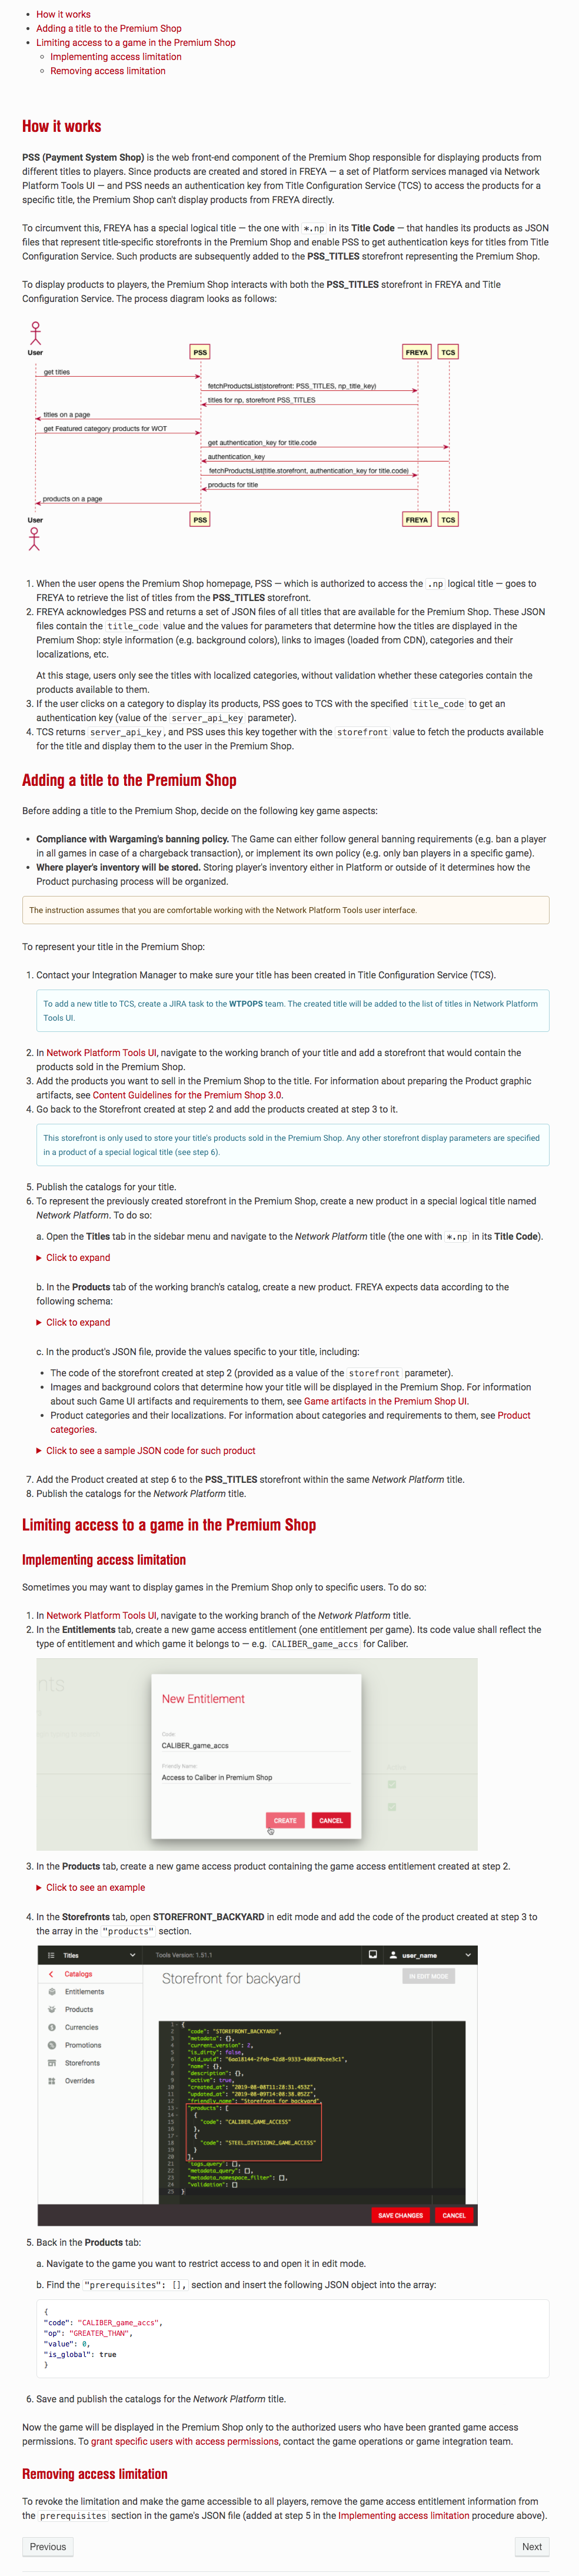 How it works
Adding a title to the Premium Shop
Limiting access to a game in the Premium Shop
Implementing access limitation
Removing access limitation
How it works
PSS (Payment System Shop) is the web front-end component of the Premium Shop responsible for displaying products from
different titles to players. Since products are created and stored in FREYA — a set of Platform services managed via Network
Platform Tools UI — and PSS needs an authentication key from Title Configuration Service (TCS) to access the products for a
specific title, the Premium Shop can't display products from FREYA directly.
To circumvent this, FREYA has a special logical title — the one with *.np in its Title Code — that handles its products as JSON
files that represent title-specific storefronts in the Premium Shop and enable PSS to get authentication keys for titles from Title
Configuration Service. Such products are subsequently added to the PSS_TITLES storefront representing the Premium Shop.
To display products to players, the Premium Shop interacts with both the PSS_TITLES storefront in FREYA and Title
Configuration Service. The process diagram looks as follows:
User PSS FREYA TCS
get titles
fetchProductsList(storefront: PSS_TITLES, np_title_key)
titles for np, storefront PSS_TITLES
titles on a page
get Featured category products for WOT
get authentication_key for title.code
authentication_key
fetchProductsList(title.storefront, authentication_key for title.code)
products for title
products on a page
User PSS FREYA TCS
1. When the user opens the Premium Shop homepage, PSS — which is authorized to access the .np logical title — goes to
FREYA to retrieve the list of titles from the PSS_TITLES storefront.
2. FREYA acknowledges PSS and returns a set of JSON files of all titles that are available for the Premium Shop. These JSON
files contain the title_code value and the values for parameters that determine how the titles are displayed in the
Premium Shop: style information (e.g. background colors), links to images (loaded from CDN), categories and their
localizations, etc.
At this stage, users only see the titles with localized categories, without validation whether these categories contain the
products available to them.
3. If the user clicks on a category to display its products, PSS goes to TCS with the specified title_code to get an
authentication key (value of the server_api_key parameter).
4. TCS returns server_api_key, and PSS uses this key together with the storefront value to fetch the products available
for the title and display them to the user in the Premium Shop.
Adding a title to the Premium Shop
Before adding a title to the Premium Shop, decide on the following key game aspects:
Compliance with Wargaming's banning policy. The Game can either follow general banning requirements (e.g. ban a player
in all games in case of a chargeback transaction), or implement its own policy (e.g. only ban players in a specific game).
Where player's inventory will be stored. Storing player's inventory either in Platform or outside of it determines how the
Product purchasing process will be organized.
The instruction assumes that you are comfortable working with the Network Platform Tools user interface.
To represent your title in the Premium Shop:
1. Contact your Integration Manager to make sure your title has been created in Title Configuration Service (TCS).
To add a new title to TCS, create a JIRA task to the WTPOPS team. The created title will be added to the list of titles in Network Platform
Tools UI.
2. In Network Platform Tools UI, navigate to the working branch of your title and add a storefront that would contain the
products sold in the Premium Shop.
3. Add the products you want to sell in the Premium Shop to the title. For information about preparing the Product graphic
artifacts, see Content Guidelines for the Premium Shop 3.0.
4. Go back to the Storefront created at step 2 and add the products created at step 3 to it.
This storefront is only used to store your title's products sold in the Premium Shop. Any other storefront display parameters are specified
in a product of a special logical title (see step 6).
5. Publish the catalogs for your title.
6. To represent the previously created storefront in the Premium Shop, create a new product in a special logical title named
Network Platform. To do so:
a. Open the Titles tab in the sidebar menu and navigate to the Network Platform title (the one with *.np in its Title Code).
Click to expand
b. In the Products tab of the working branch's catalog, create a new product. FREYA expects data according to the
following schema:
Click to expand
c. In the product's JSON file, provide the values specific to your title, including:
The code of the storefront created at step 2 (provided as a value of the storefront parameter).
Images and background colors that determine how your title will be displayed in the Premium Shop. For information
about such Game UI artifacts and requirements to them, see Game artifacts in the Premium Shop UI.
Product categories and their localizations. For information about categories and requirements to them, see Product
categories.
Click to see a sample JSON code for such product
7. Add the Product created at step 6 to the PSS_TITLES storefront within the same Network Platform title.
8. Publish the catalogs for the Network Platform title.
Limiting access to a game in the Premium Shop
Implementing access limitation
Sometimes you may want to display games in the Premium Shop only to specific users. To do so:
1. In Network Platform Tools UI, navigate to the working branch of the Network Platform title.
2. In the Entitlements tab, create a new game access entitlement (one entitlement per game). Its code value shall reflect the
type of entitlement and which game it belongs to — e.g. CALIBER_game_accs for Caliber.
New Entitlement
Code:
CALIBER_game_accs
Friendly Name:
Access to Caliber in Premium Shop
CREATE CANCEL
3. In the Products tab, create a new game access product containing the game access entitlement created at step 2.
Click to see an example
4. In the Storefronts tab, open STOREFRONT_BACKYARD in edit mode and add the code of the product created at step 3 to
the array in the "products" section.
Titles Tools Version: 1.51.1 user_name
Catalogs
Storefront for backyard
IN EDIT MODE
Entitlements
Products
Currencies
Promotions
Storefronts
Overrides
1 {
2 "code": "STOREFRONT_BACKYARD",
3 "metadata": {},
4 "current_version": 2,
5 "is_dirty": false,
6 "old_uuid":
7 "name": {},
8 "description": {},
9 "active": true,
10 "created_at": "2019-08-08T11:28:31.453Z",
11 "updated_at": "2019-08-09T14:08:38.052Z",
12 "friendly_name": "Storefront for backyard",
13 "products": [
14 {
15 "code": "CALIBER_GAME_ACCESS"
16 },
17 {
18 "code": "STEEL_DIVISION2_GAME_ACCESS"
19 }
20 ],
21 "tags_query": [],
22 "metadata_query": [],
23 "metadata_namespace_filter": [],
24 "validation": []
25 }
SAVE CHANGES CANCEL
5. Back in the Products tab:
a. Navigate to the game you want to restrict access to and open it in edit mode.
b. Find the "prerequisites": [], section and insert the following JSON object into the array:
{
"code": "CALIBER_game_accs",
"op": "GREATER_THAN",
"value": 0,
"is_global": true
}
6. Save and publish the catalogs for the Network Platform title.
Now the game will be displayed in the Premium Shop only to the authorized users who have been granted game access
permissions. To grant specific users with access permissions, contact the game operations or game integration team.
Removing access limitation
To revoke the limitation and make the game accessible to all players, remove the game access entitlement information from
the prerequisites section in the game's JSON file (added at step 5 in the Implementing access limitation procedure above).
Previous Next